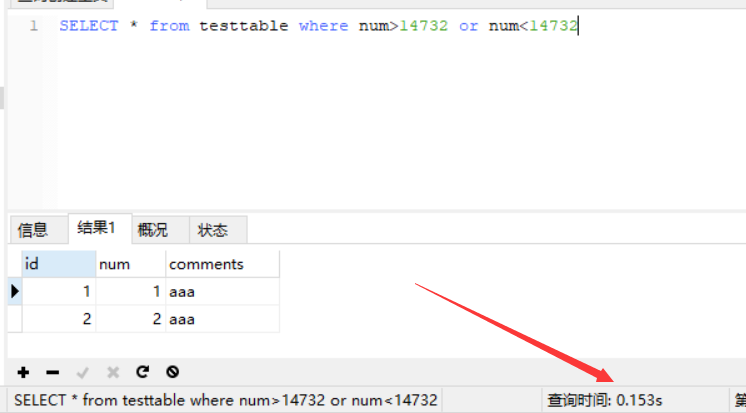 1 SELECT * from testtable where num>14732 or num<14732
信息 结果1 概况 状态
id num comments
1 1 aaa
2 2 aaa
SELECT * from testtable where num>14732 or num<14732 查询时间: 0.153s 第